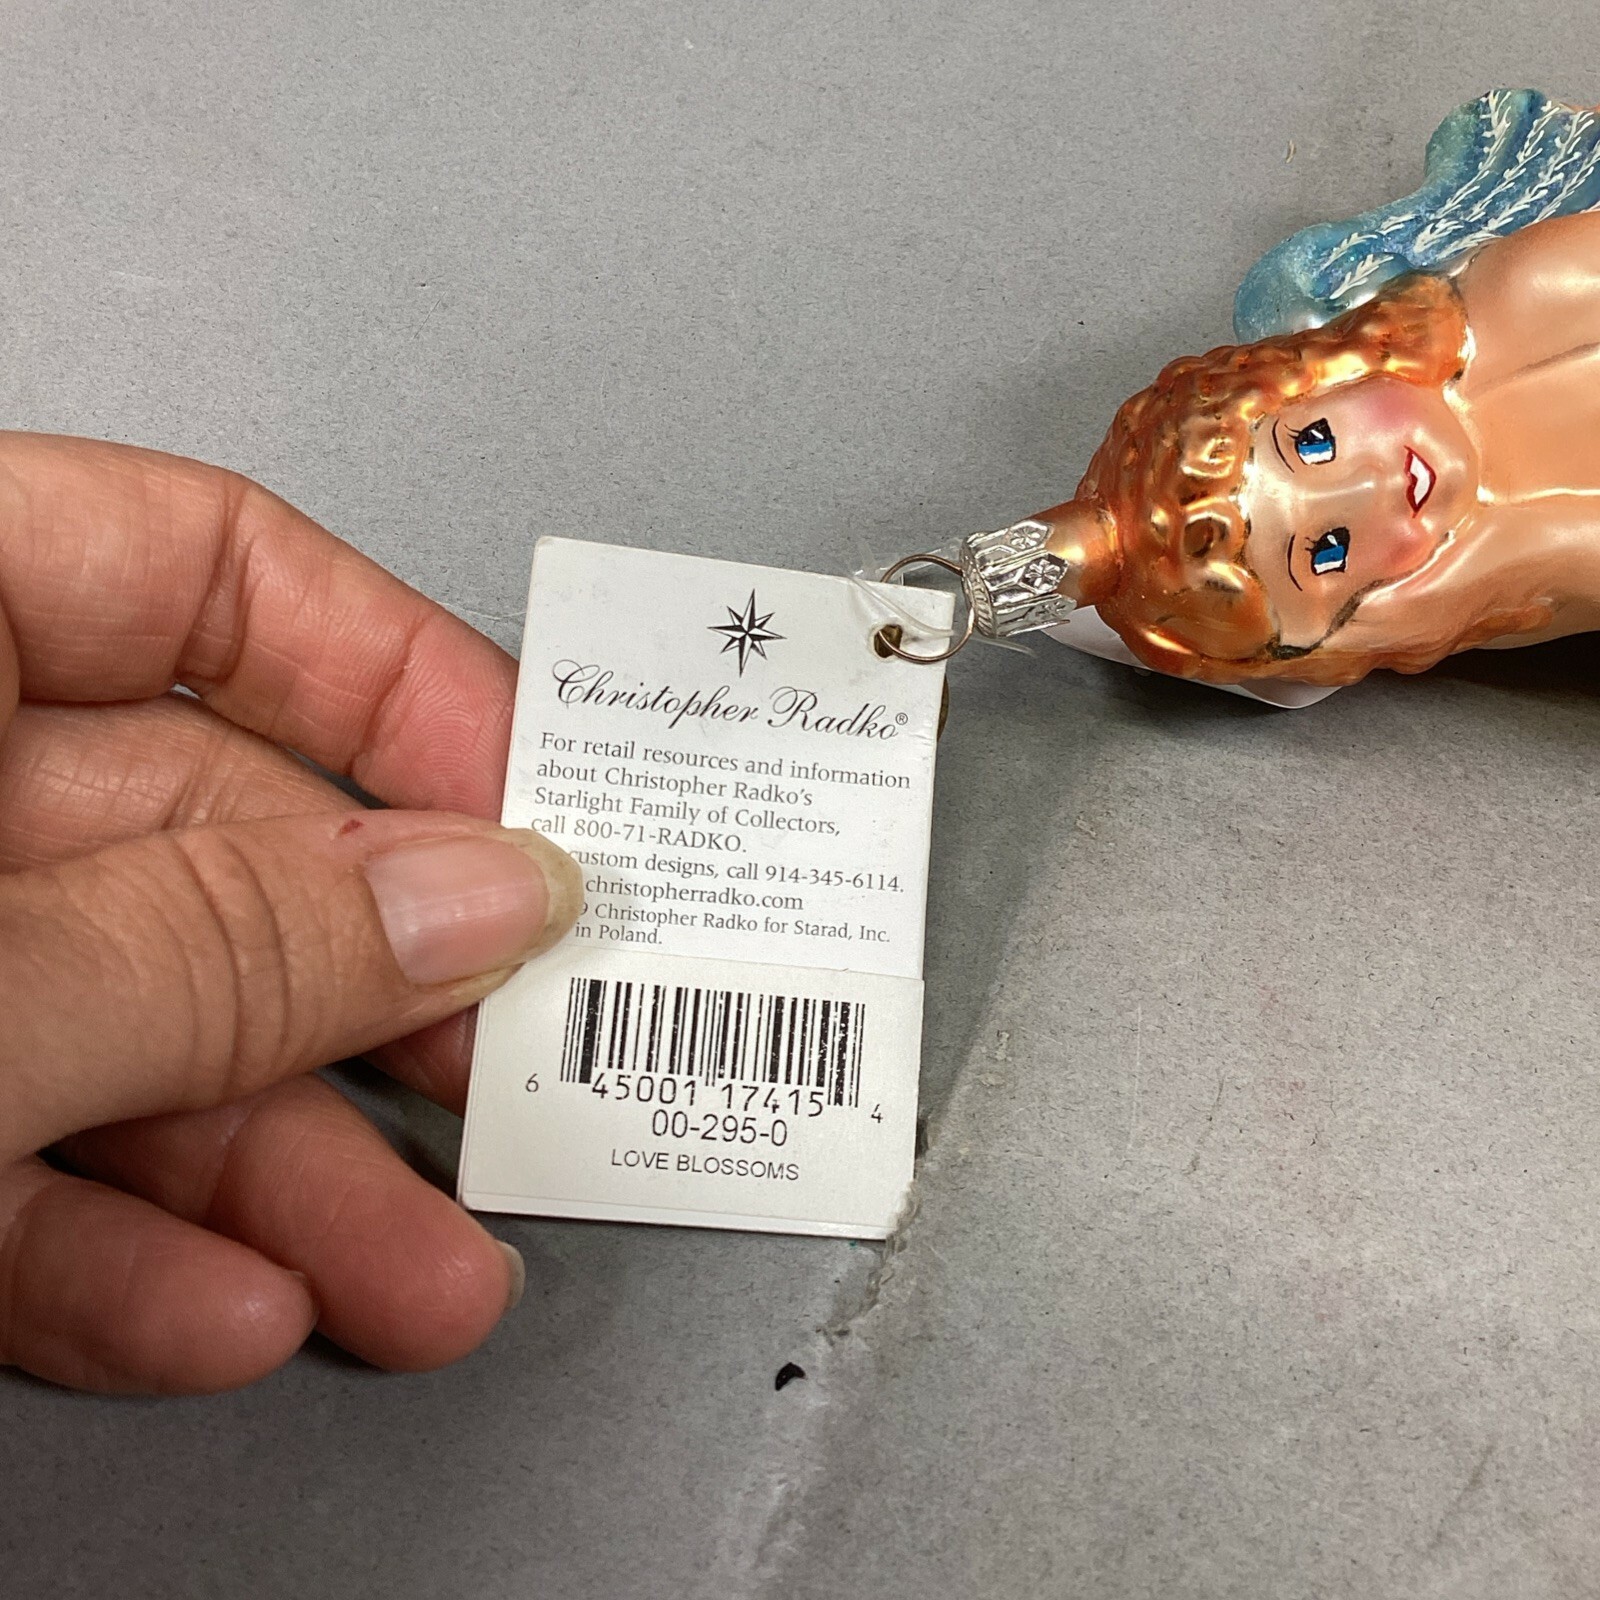 Christopher Radko®
For retail resources and information
about Christopher Radko's
Starlight Family of Collectors,
call 800-71-RADKO.
custom designs, call 914-345-6114.
christopherradko.com
9 Christopher Radko for Starad, Inc.
in Poland.
6 45001 17415 4
00-295-0
LOVE BLOSSOMS